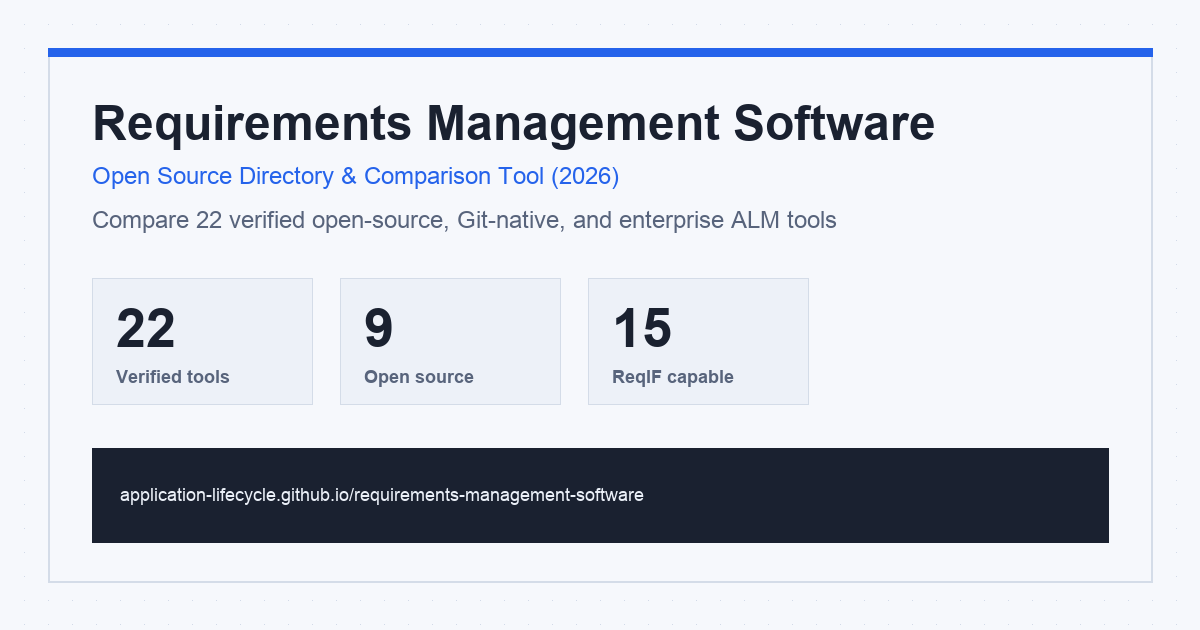 Requirements Management Software
Open Source Directory & Comparison Tool (2026)
Compare 22 verified open-source, Git-native, and enterprise ALM tools
22
Verified tools
9
Open source
15
ReqIF capable
application-lifecycle.github.io/requirements-management-software